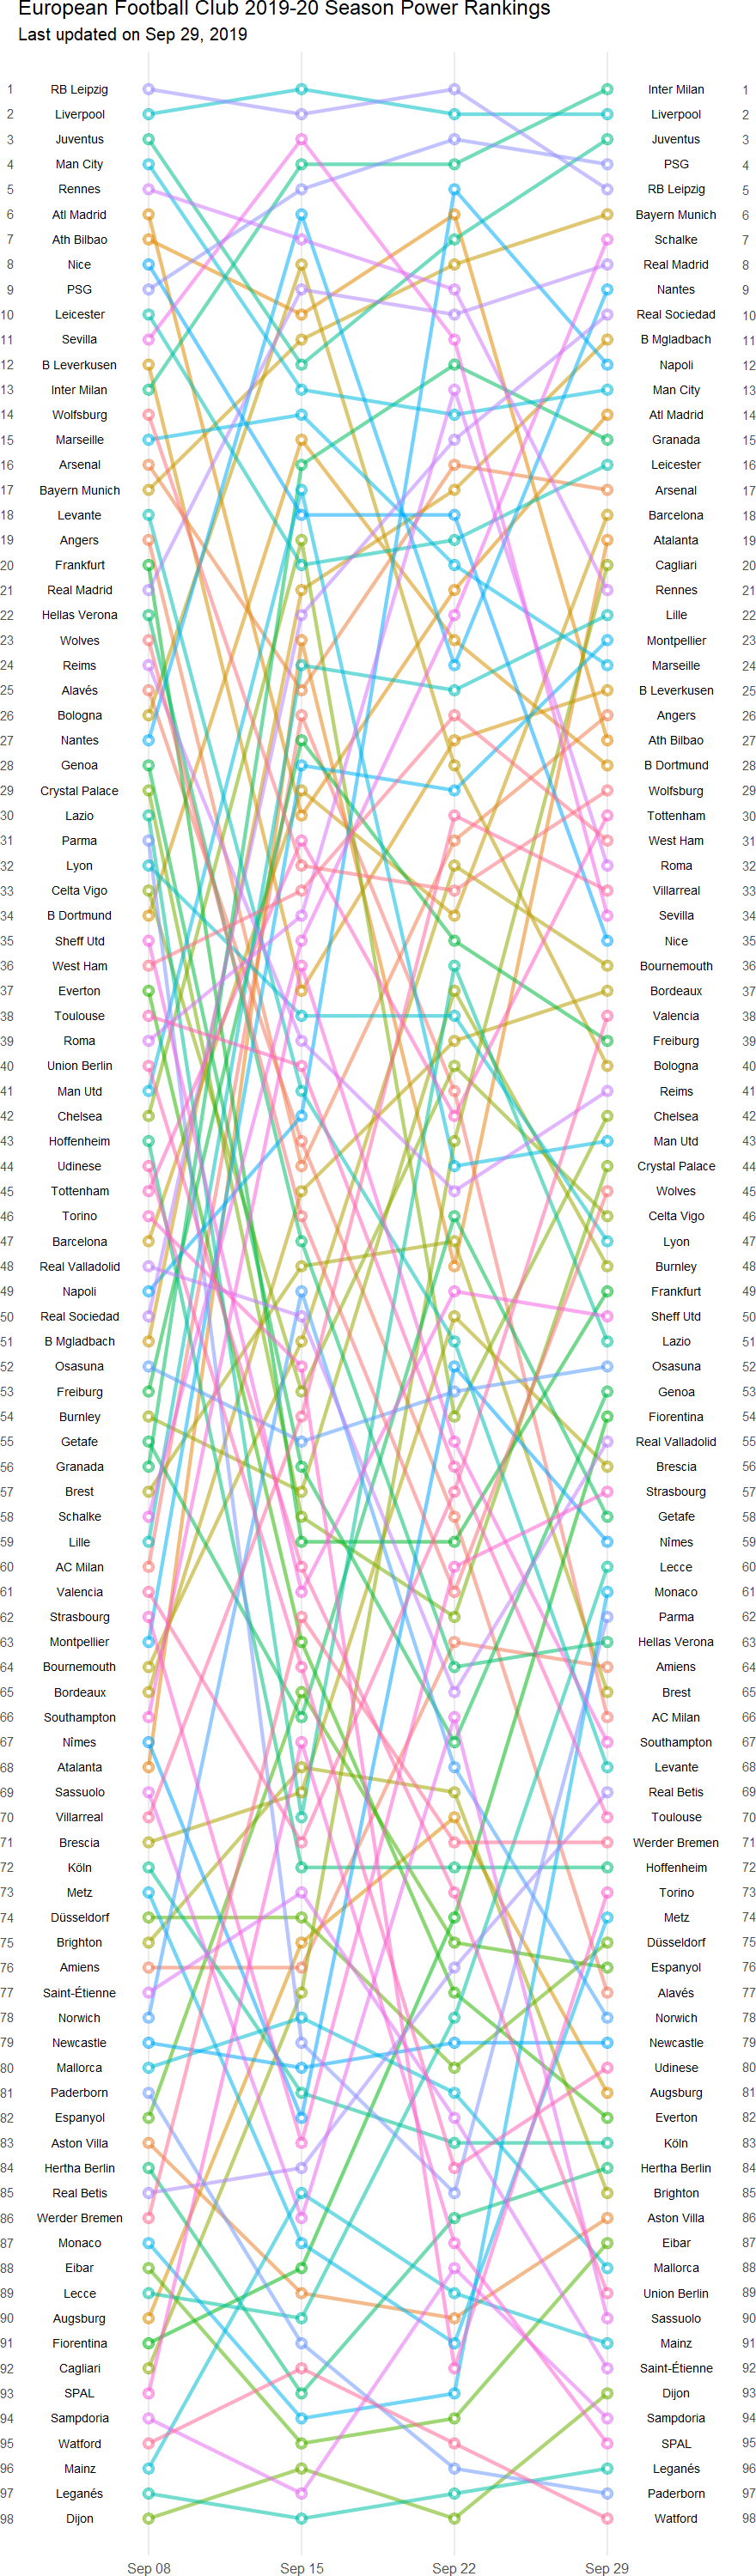 European Football Club 2019-20 Season Power Rankings
Last updated on Sep 29, 2019
1 RB Leipzig Inter Milan 1
2 Liverpool Liverpool 2
3 Juventus Juventus 3
4 Man City PSG 4
5 Rennes RB Leipzig 5
6 Atl Madrid Bayern Munich 6
7 Ath Bilbao Schalke 7
8 Nice Real Madrid 8
9 PSG Nantes 9
10 Leicester Real Sociedad 10
11 Sevilla B Mgladbach 11
12 B Leverkusen Napoli 12
13 Inter Milan Man City 13
14 Wolfsburg Atl Madrid 14
15 Marseille Granada 15
16 Arsenal Leicester 16
17 Bayern Munich Arsenal 17
18 Levante Barcelona 18
19 Angers Atalanta 19
20 Frankfurt Cagliari 20
21 Real Madrid Rennes 21
22 Hellas Verona Lille 22
23 Wolves Montpellier 23
24 Reims Marseille 24
25 Alavés B Leverkusen 25
26 Bologna Angers 26
27 Nantes Ath Bilbao 27
28 Genoa B Dortmund 28
29 Crystal Palace Wolfsburg 29
30 Lazio Tottenham 30
31 Parma West Ham 31
32 Lyon Roma 32
33 Celta Vigo Villarreal 33
34 B Dortmund Sevilla 34
35 Sheff Utd Nice 35
36 West Ham Bournemouth 36
37 Everton Bordeaux 37
38 Toulouse Valencia 38
39 Roma Freiburg 39
40 Union Berlin Bologna 40
41 Man Utd Reims 41
42 Chelsea Chelsea 42
43 Hoffenheim Man Utd 43
44 Udinese Crystal Palace 44
45 Tottenham Wolves 45
46 Torino Celta Vigo 46
47 Barcelona Lyon 47
48 Real Valladolid Burnley 48
49 Napoli Frankfurt 49
50 Real Sociedad Sheff Utd 50
51 B Mgladbach Lazio 51
52 Osasuna Osasuna 52
53 Freiburg Genoa 53
54 Burnley Fiorentina 54
55 Getafe Real Valladolid 55
56 Granada Brescia 56
57 Brest Strasbourg 57
58 Schalke Getafe 58
59 Lille Nîmes 59
60 AC Milan Lecce 60
61 Valencia Monaco 61
62 Strasbourg Parma 62
63 Montpellier Hellas Verona 63
64 Bournemouth Amiens 64
65 Bordeaux Brest 65
66 Southampton AC Milan 66
67 Nîmes Southampton 67
68 Atalanta Levante 68
69 Sassuolo Real Betis 69
70 Villarreal Toulouse 70
71 Brescia Werder Bremen 71
72 Köln Hoffenheim 72
73 Metz Torino 73
74 Düsseldorf Metz 74
75 Brighton Düsseldorf 75
76 Amiens Espanyol 76
77 Saint-Étienne Alavés 77
78 Norwich Norwich 78
79 Newcastle Newcastle 79
80 Mallorca Udinese 80
81 Paderborn Augsburg 81
82 Espanyol Everton 82
83 Aston Villa Köln 83
84 Hertha Berlin Hertha Berlin 84
85 Real Betis Brighton 85
86 Werder Bremen Aston Villa 86
87 Monaco Eibar 87
88 Eibar Mallorca 88
89 Lecce Union Berlin 89
90 Augsburg Sassuolo 90
91 Fiorentina Mainz 91
92 Cagliari Saint-Étienne 92
93 SPAL Dijon 93
94 Sampdoria Sampdoria 94
95 Watford SPAL 95
96 Mainz Leganés 96
97 Leganés Paderborn 97
98 Dijon Watford 98
Sep 08 Sep 15 Sep 22 Sep 29